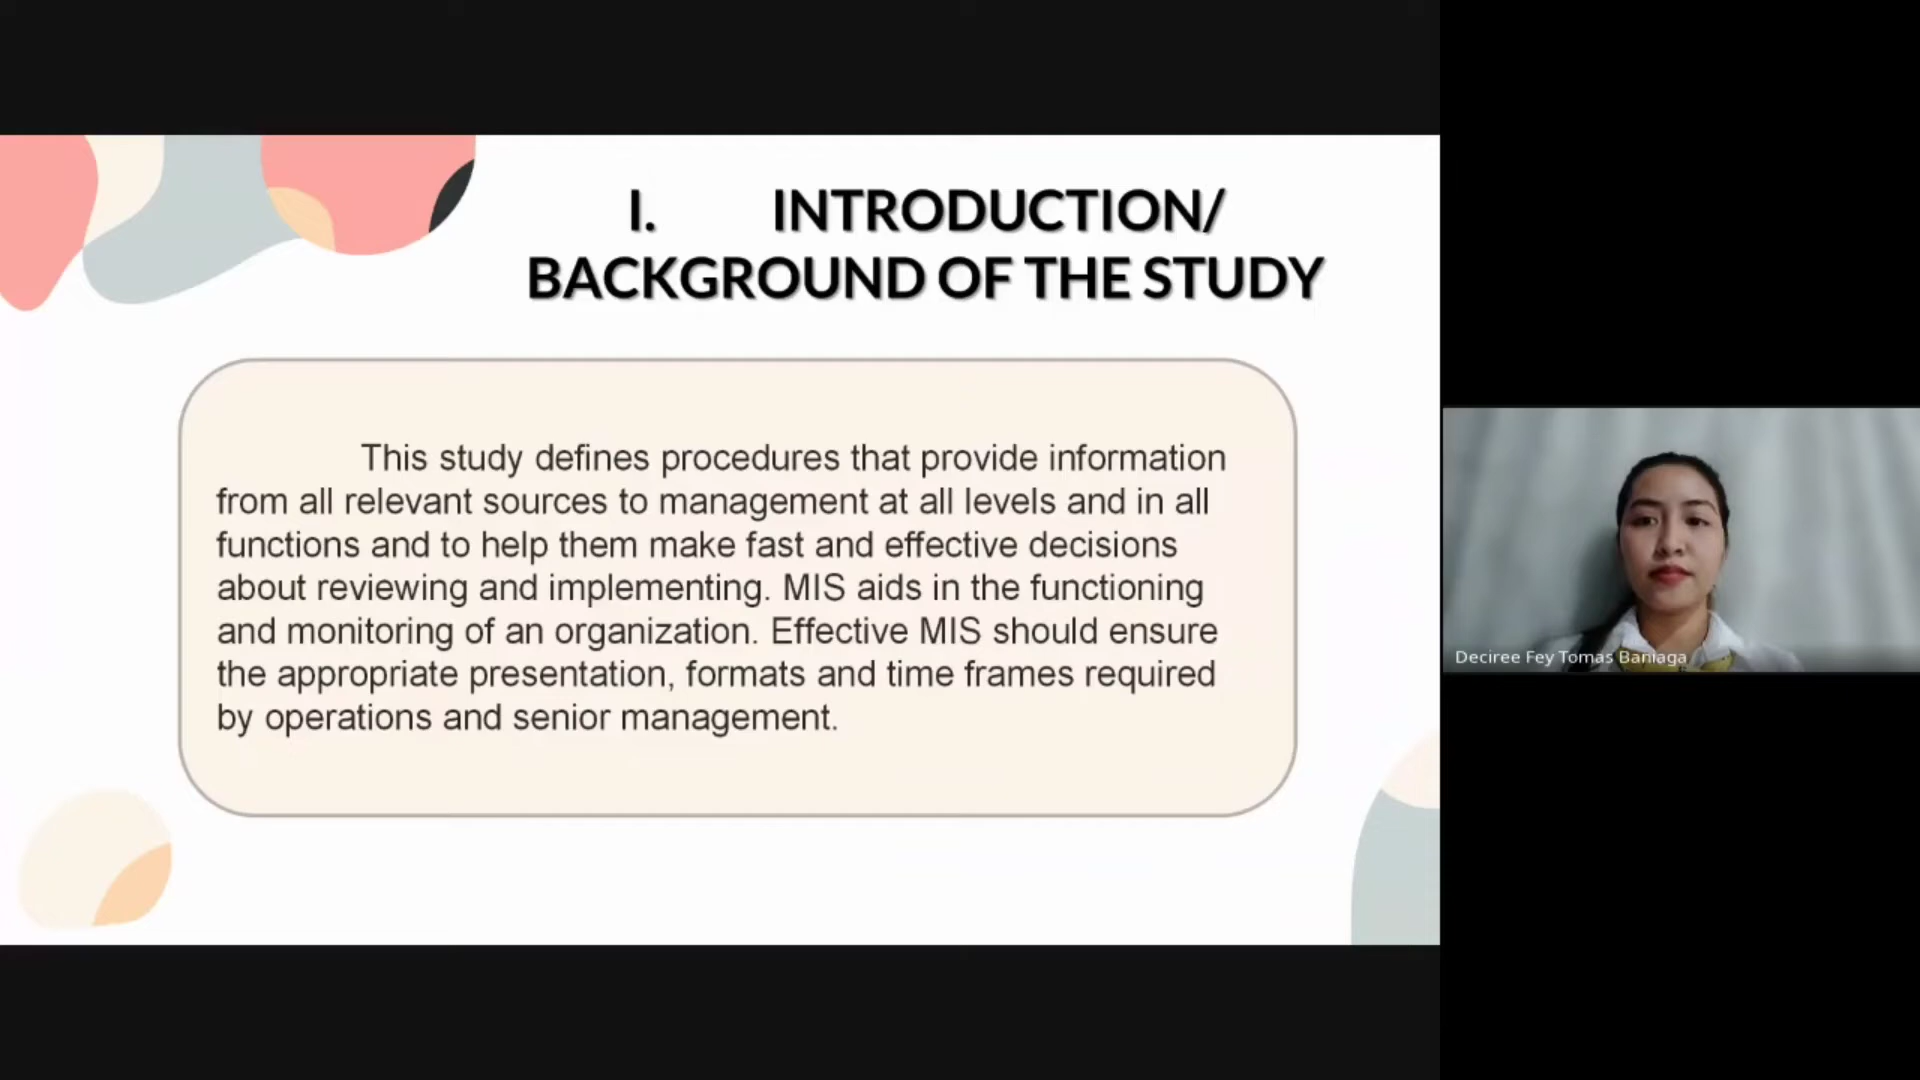 I. INTRODUCTION/
BACKGROUND OF THE STUDY
This study defines procedures that provide information
from all relevant sources to management at all levels and in all
functions and to help them make fast and effective decisions
about reviewing and implementing. MIS aids in the functioning
and monitoring of an organization. Effective MIS should ensure
the appropriate presentation, formats and time frames required
by operations and senior management.
Deciree Fey Tomas Baniaga